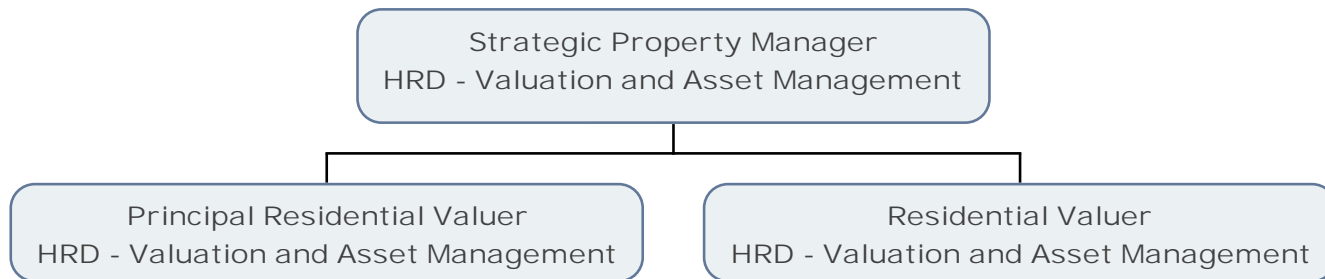 Strategic Property Manager
HRD - Valuation and Asset Management
Principal Residential Valuer
HRD - Valuation and Asset Management
Residential Valuer
HRD - Valuation and Asset Management